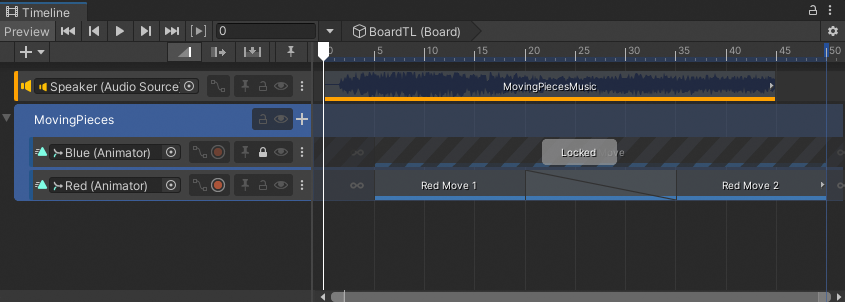 Timeline
Preview
0
BoardTL (Board)
0 5 10 15 20 25 30 35 40 45 50
Speaker (Audio Source)
MovingPiecesMusic
MovingPieces
Blue (Animator)
Locked
Red (Animator)
Red Move 1
Red Move 2